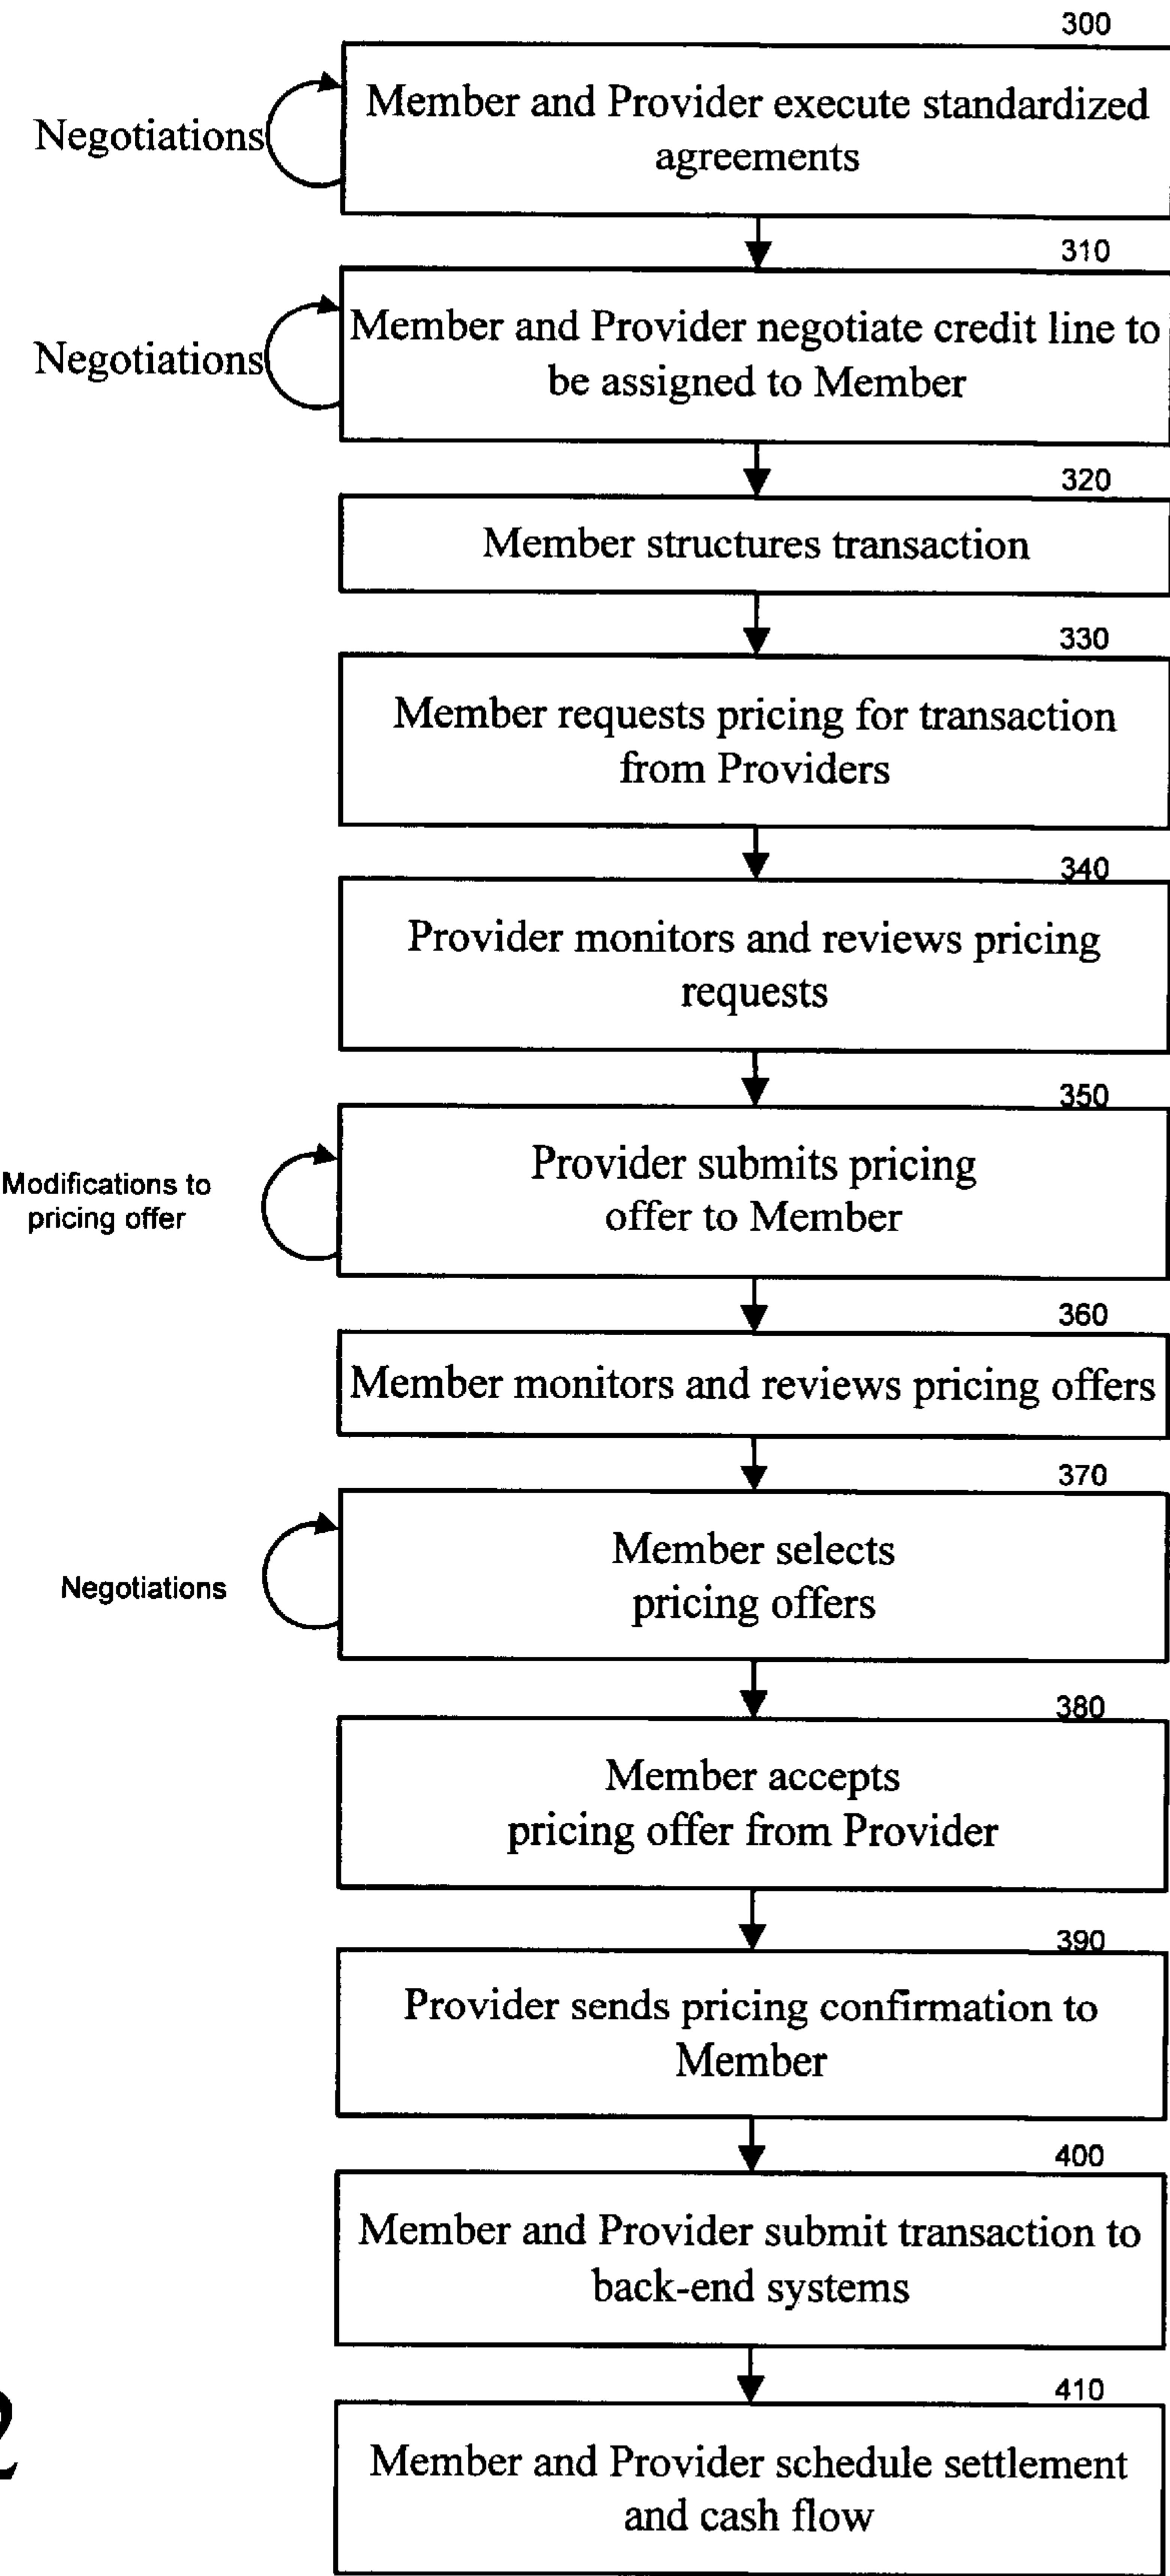 300
Negotiations
Member and Provider execute standardized
agreements
310
Negotiations
Member and Provider negotiate credit line to
be assigned to Member
320
Member structures transaction
330
Member requests pricing for transaction
from Providers
340
Provider monitors and reviews pricing
requests
350
Modifications to
pricing offer
Provider submits pricing
offer to Member
360
Member monitors and reviews pricing offers
370
Negotiations
Member selects
pricing offers
380
Member accepts
pricing offer from Provider
390
Provider sends pricing confirmation to
Member
400
Member and Provider submit transaction to
back-end systems
2
410
Member and Provider schedule settlement
and cash flow